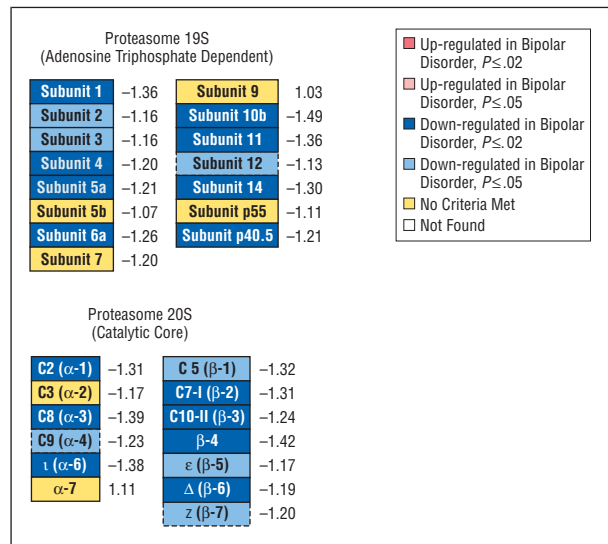 Proteasome 19S
(Adenosine Triphosphate Dependent)
Subunit 1 −1.36
Subunit 2 −1.16
Subunit 3 −1.16
Subunit 4 −1.20
Subunit 5a −1.21
Subunit 5b −1.07
Subunit 6a −1.26
Subunit 7 −1.20
Subunit 9 1.03
Subunit 10b −1.49
Subunit 11 −1.36
Subunit 12 −1.13
Subunit 14 −1.30
Subunit p55 −1.11
Subunit p40.5 −1.21
Up-regulated in Bipolar
Disorder, P≤.02
Up-regulated in Bipolar
Disorder, P≤.05
Down-regulated in Bipolar
Disorder, P≤.02
Down-regulated in Bipolar
Disorder, P≤.05
No Criteria Met
Not Found
Proteasome 20S
(Catalytic Core)
C2 (α-1) −1.31
C3 (α-2) −1.17
C8 (α-3) −1.39
C9 (α-4) −1.23
ι (α-6) −1.38
α-7 1.11
C 5 (β-1) −1.32
C7-I (β-2) −1.31
C10-II (β-3) −1.24
β-4 −1.42
ε (β-5) −1.17
Δ (β-6) −1.19
z (β-7) −1.20